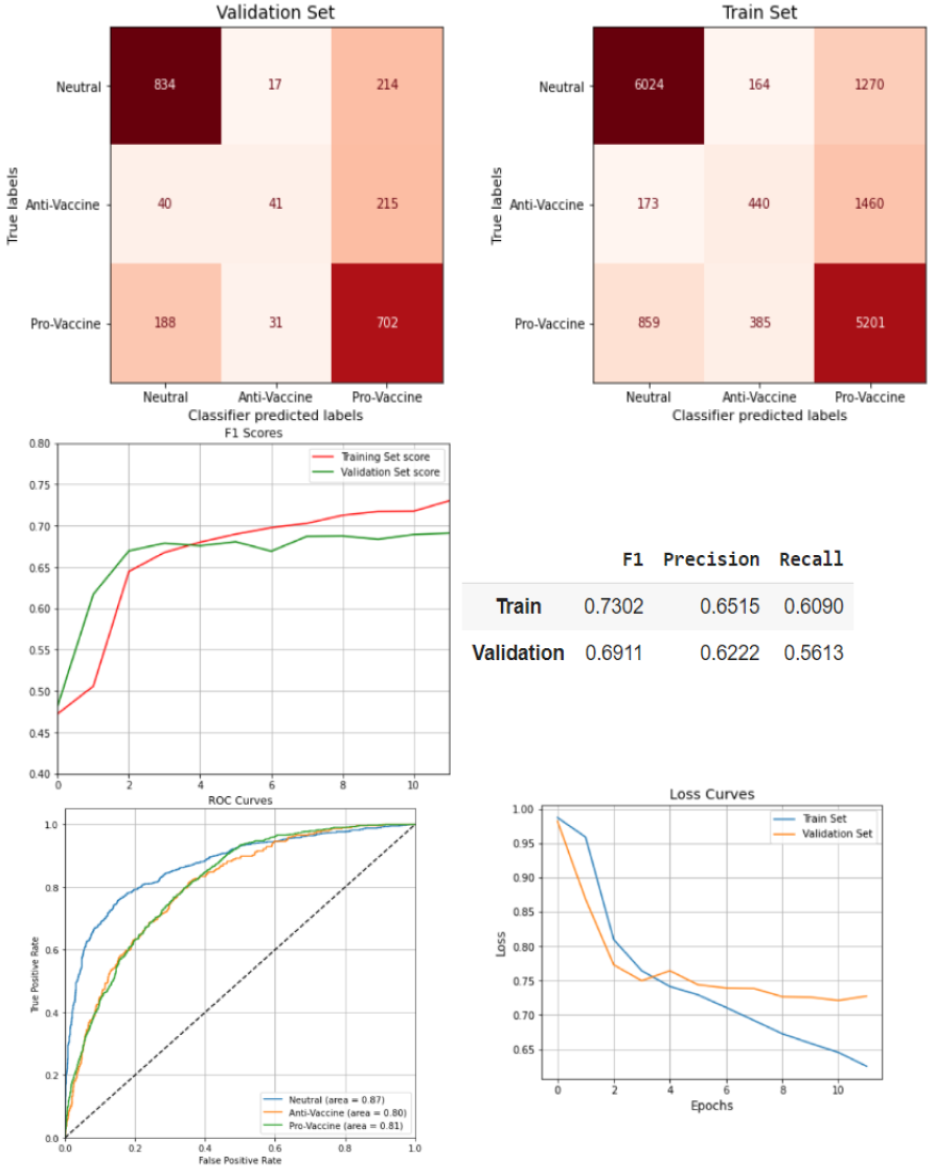 Validation Set
True labels
Neutral
834 17 214
Anti-Vaccine
40 41 215
Pro-Vaccine
188 31 702
Neutral Anti-Vaccine Pro-Vaccine
Classifier predicted labels
Train Set
True labels
Neutral
6024 164 1270
Anti-Vaccine
173 440 1460
Pro-Vaccine
859 385 5201
Neutral Anti-Vaccine Pro-Vaccine
Classifier predicted labels
F1 Scores
Training Set score
Validation Set score
0.80
0.75
0.70
0.65
0.60
0.55
0.50
0.45
0.40
0 2 4 6 8 10
F1 Precision Recall
Train 0.7302 0.6515 0.6090
Validation 0.6911 0.6222 0.5613
ROC Curves
True Positive Rate
1.0
0.8
0.6
0.4
0.2
0.0
Neutral (area = 0.87)
Anti-Vaccine (area = 0.80)
Pro-Vaccine (area = 0.81)
0.0 0.2 0.4 0.6 0.8 1.0
False Positive Rate
Loss Curves
Train Set
Validation Set
Loss
1.00
0.95
0.90
0.85
0.80
0.75
0.70
0.65
0 2 4 6 8 10
Epochs